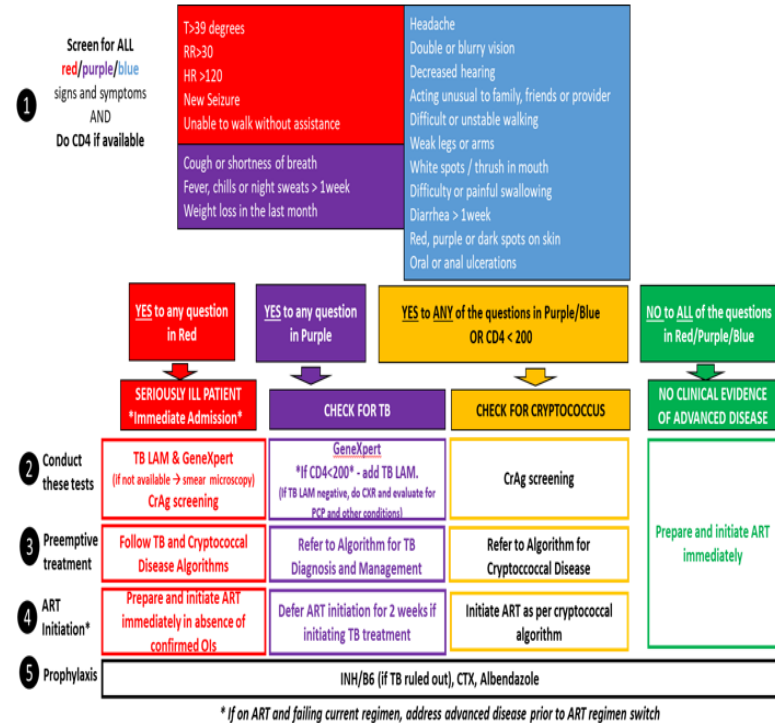 Screen for ALL
red/purple/blue
signs and symptoms
AND
Do CD4 if available
1
T>39 degrees
RR>30
HR >120
New Seizure
Unable to walk without assistance
Cough or shortness of breath
Fever, chills or night sweats > 1week
Weight loss in the last month
Headache
Double or blurry vision
Decreased hearing
Acting unusual to family, friends or provider
Difficult or unstable walking
Weak legs or arms
White spots / thrush in mouth
Difficulty or painful swallowing
Diarrhea > 1week
Red, purple or dark spots on skin
Oral or anal ulcerations
YES to any question
in Red
YES to any question
in Purple
YES to ANY of the questions in Purple/Blue
OR CD4 < 200
NO to ALL of the questions
in Red/Purple/Blue
SERIOUSLY ILL PATIENT
*Immediate Admission*
CHECK FOR TB
CHECK FOR CRYPTOCOCCUS
NO CLINICAL EVIDENCE
OF ADVANCED DISEASE
2 Conduct
these tests
TB LAM & GeneXpert
(If not available → smear microscopy)
CrAg screening
GeneXpert
*If CD4<200* - add TB LAM.
(If TB LAM negative, do CXR and evaluate for
PCP and other conditions)
CrAg screening
Prepare and initiate ART
immediately
3 Preemptive
treatment
Follow TB and Cryptococcal
Disease Algorithms
Refer to Algorithm for TB
Diagnosis and Management
Refer to Algorithm for
Cryptoccoccal Disease
4 ART
Initiation*
Prepare and initiate ART
immediately in absence of
confirmed OIs
Defer ART initiation for 2 weeks if
initiating TB treatment
Initiate ART as per cryptococcal
algorithm
5 Prophylaxis
INH/B6 (if TB ruled out), CTX, Albendazole
* If on ART and failing current regimen, address advanced disease prior to ART regimen switch